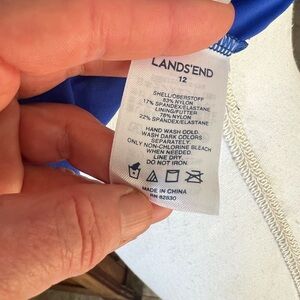 LANDS'END
12
SHELL/OBERSTOFF
83% NYLON
17% SPANDEX/ELASTANE
LINING/FUTTER
78% NYLON
22% SPANDEX/ELASTANE
HAND WASH COLD.
WASH DARK COLORS
SEPARATELY.
ONLY NON-CHLORINE BLEACH
WHEN NEEDED.
LINE DRY.
DO NOT IRON.
MADE IN CHINA
RN 62830